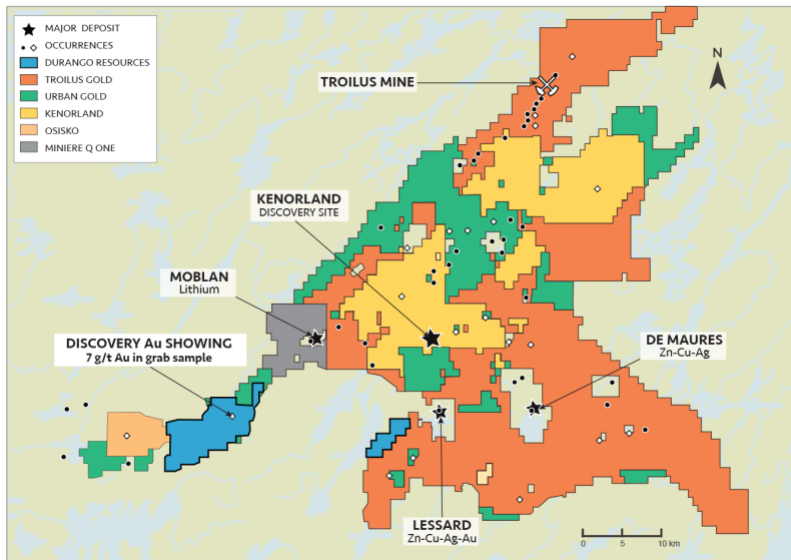 MAJOR DEPOSIT
OCCURRENCES
DURANGO RESOURCES
TROILUS GOLD
URBAN GOLD
KENORLAND
OSISKO
MINIERE Q ONE
N
TROILUS MINE
KENORLAND
DISCOVERY SITE
MOBLAN
Lithium
DISCOVERY Au SHOWING
7 g/t Au in grab sample
DE MAURES
Zn-Cu-Ag
LESSARD
Zn-Cu-Ag-Au
0 5 10 km